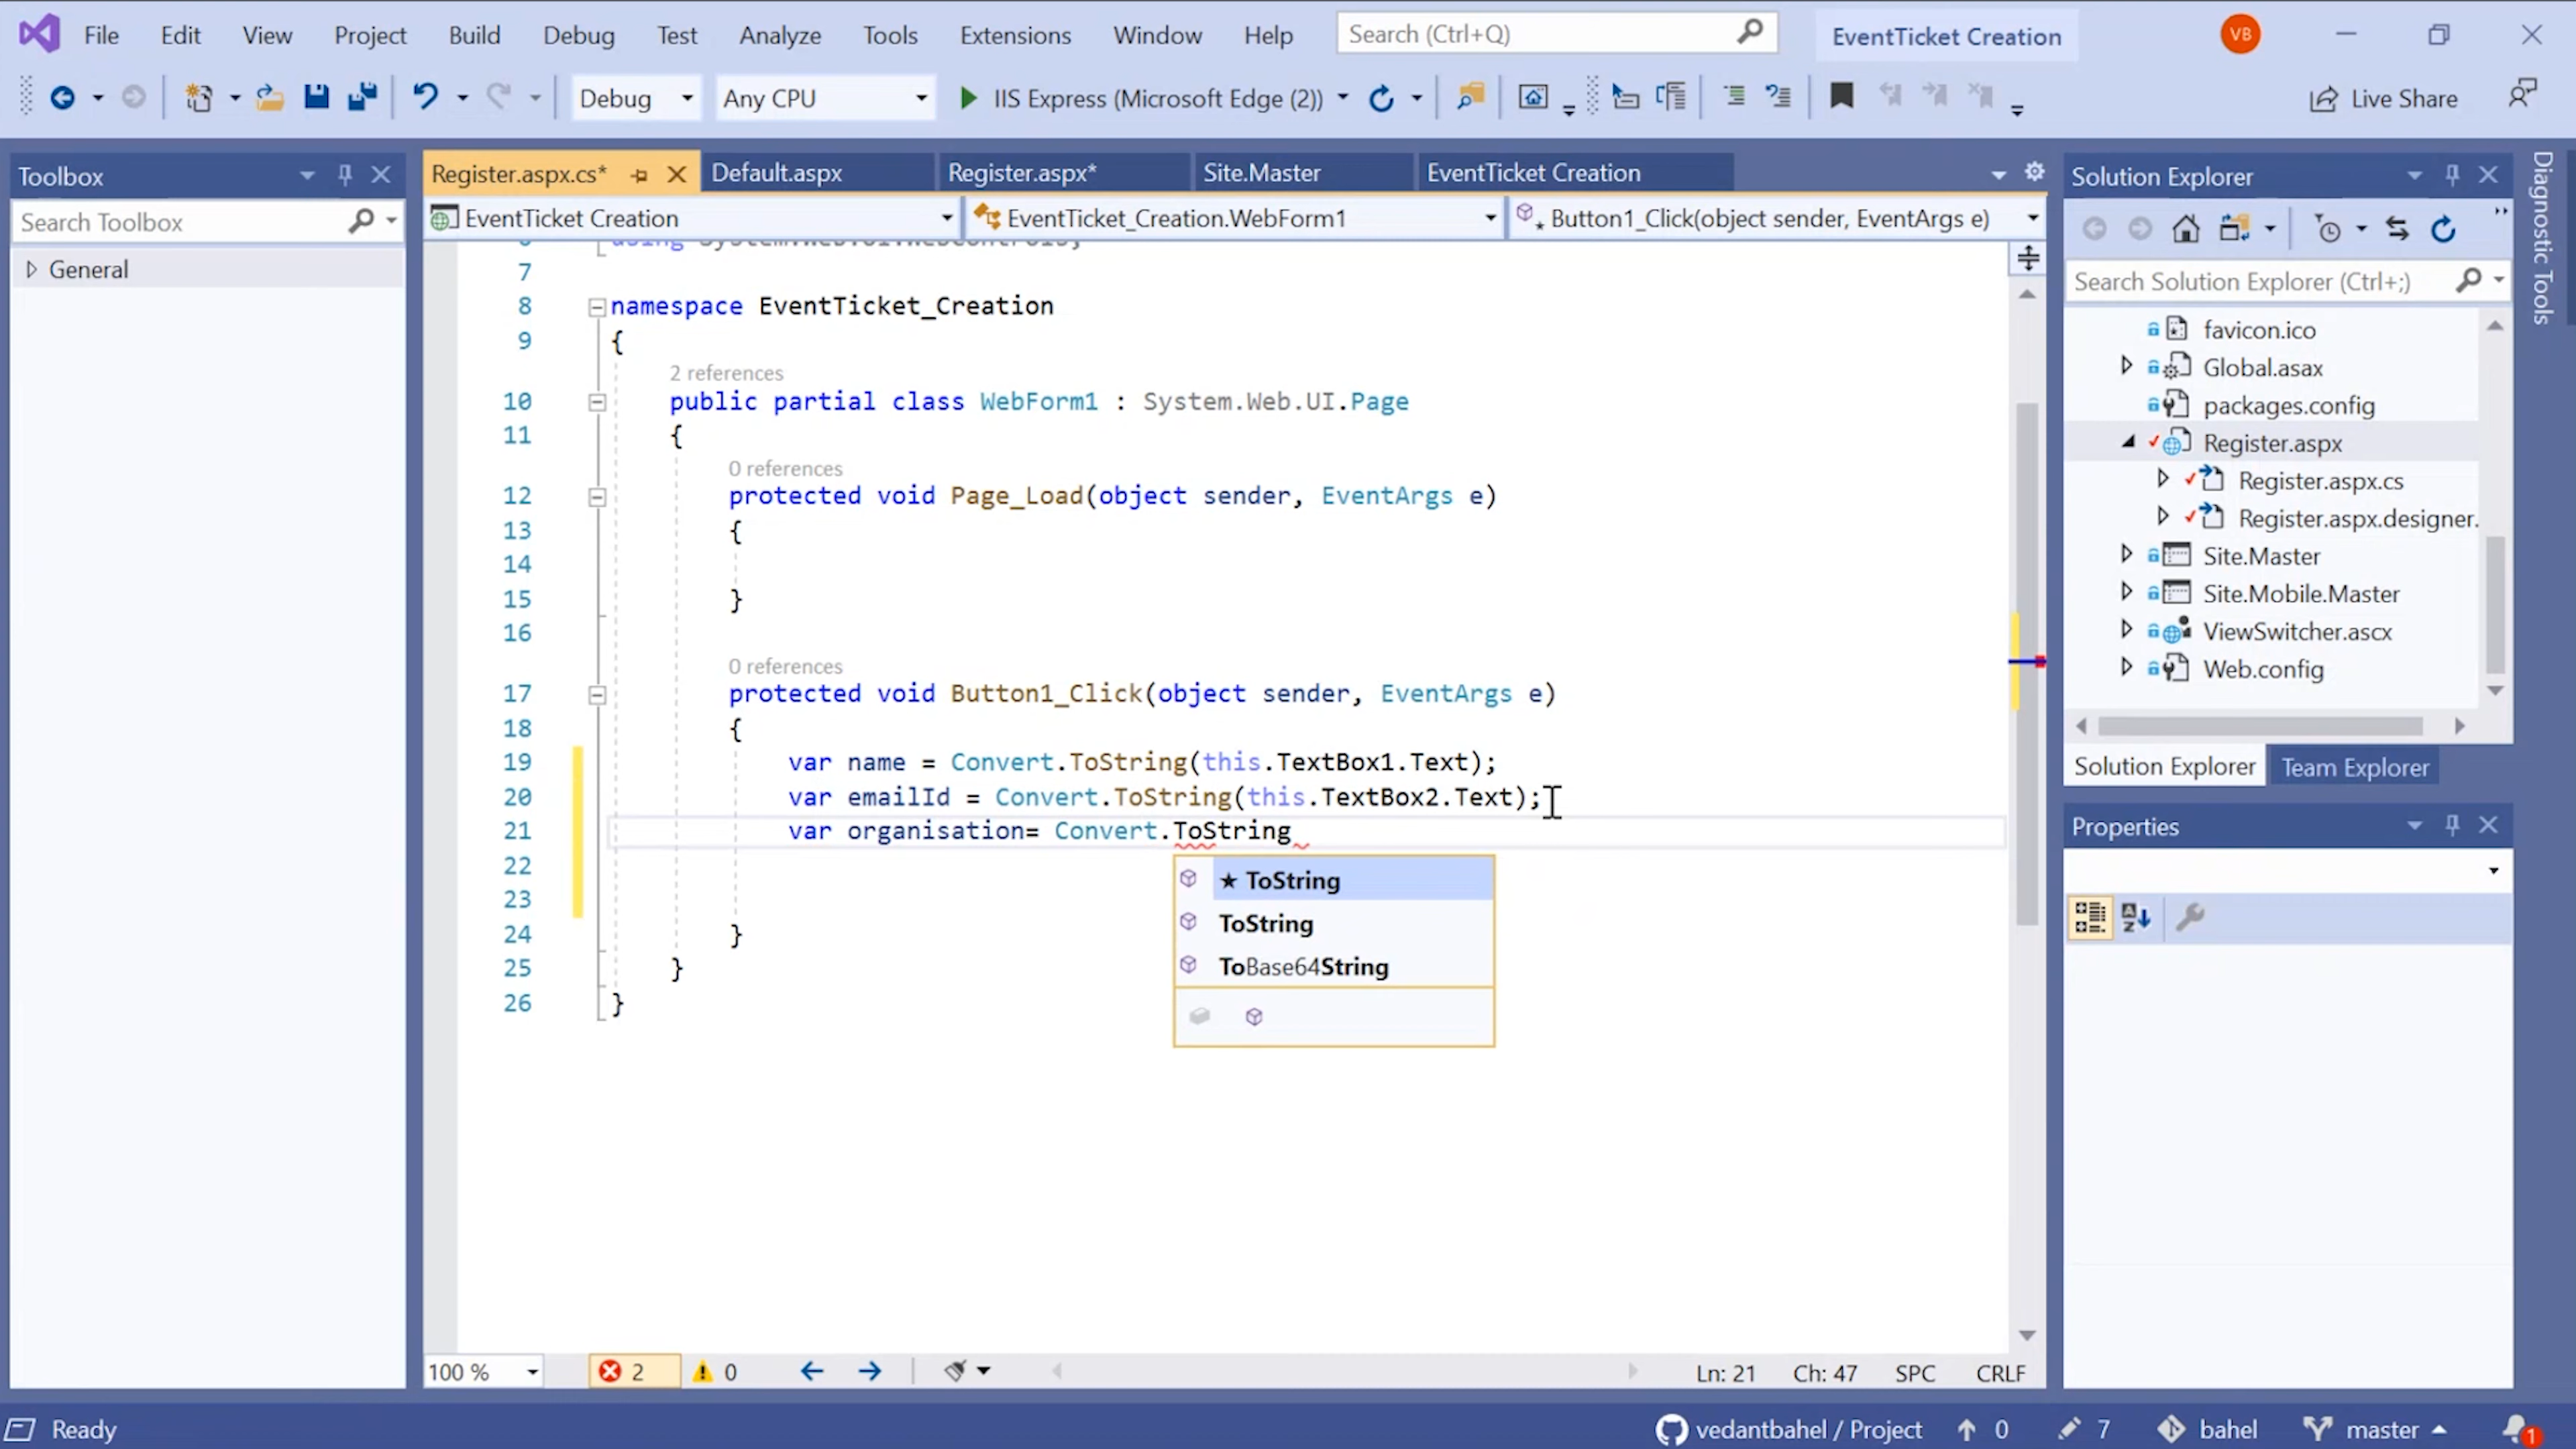 File Edit View Project Build Debug Test Analyze Tools Extensions Window Help Search (Ctrl+Q) EventTicket Creation VB
Debug Any CPU IIS Express (Microsoft Edge (2)) Live Share
Toolbox
Search Toolbox
General
Register.aspx.cs* Default.aspx Register.aspx* Site.Master EventTicket Creation
EventTicket Creation EventTicket_Creation.WebForm1 Button1_Click(object sender, EventArgs e)
6 using System.Web.UI.WebControls;
7
8 namespace EventTicket_Creation
9 {
2 references
10 public partial class WebForm1 : System.Web.UI.Page
11 {
0 references
12 protected void Page_Load(object sender, EventArgs e)
13 {
14
15 }
16
0 references
17 protected void Button1_Click(object sender, EventArgs e)
18 {
19 var name = Convert.ToString(this.TextBox1.Text);
20 var emailId = Convert.ToString(this.TextBox2.Text);
21 var organisation= Convert.ToString
22
23
24 }
25 }
26 }
★ ToString
ToString
ToBase64String
100 % 2 0 Ln: 21 Ch: 47 SPC CRLF
Solution Explorer
Search Solution Explorer (Ctrl+;)
favicon.ico
Global.asax
packages.config
Register.aspx
Register.aspx.cs
Register.aspx.designer.
Site.Master
Site.Mobile.Master
ViewSwitcher.ascx
Web.config
Solution Explorer Team Explorer
Properties
Diagnostic Tools
Ready vedantbahel / Project 0 7 bahel master 1